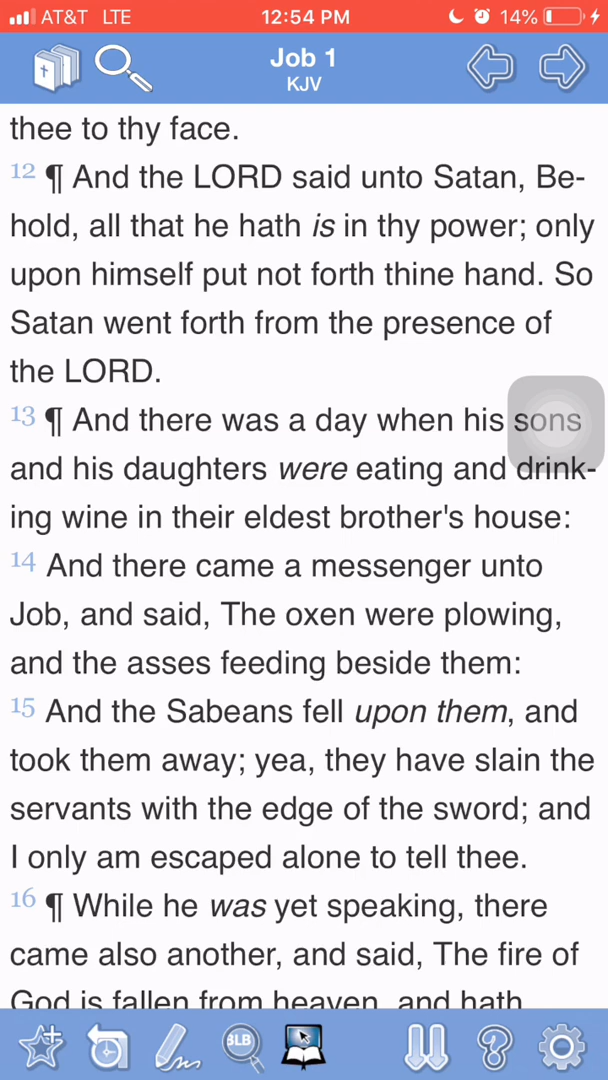 AT&T LTE 12:54 PM 14%
Job 1
KJV
thee to thy face.
12 ¶ And the LORD said unto Satan, Be-
hold, all that he hath is in thy power; only
upon himself put not forth thine hand. So
Satan went forth from the presence of
the LORD.
13 ¶ And there was a day when his sons
and his daughters were eating and drink-
ing wine in their eldest brother's house:
14 And there came a messenger unto
Job, and said, The oxen were plowing,
and the asses feeding beside them:
15 And the Sabeans fell upon them, and
took them away; yea, they have slain the
servants with the edge of the sword; and
I only am escaped alone to tell thee.
16 ¶ While he was yet speaking, there
came also another, and said, The fire of
God is fallen from heaven, and hath
BLB